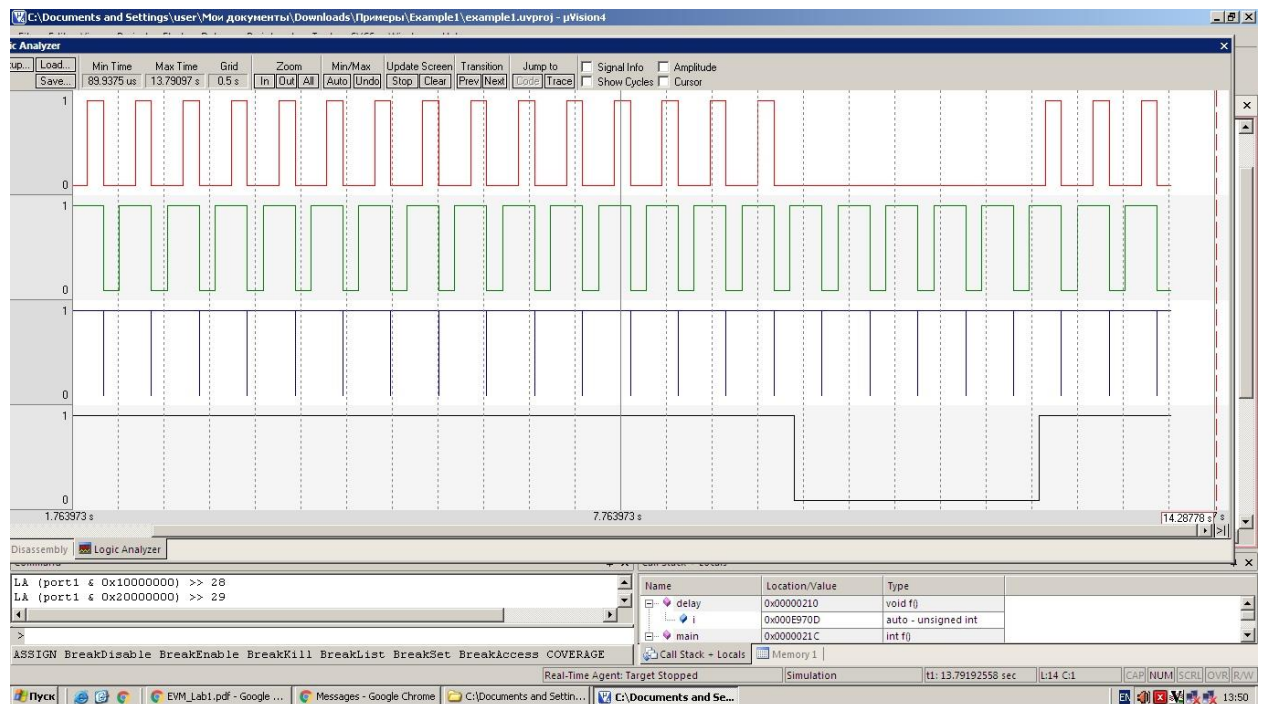 C:\Documents and Settings\user\Мои документы\Downloads\Примеры\Example1\example1.uvproj - µVision4
Analyzer
Load... Min Time Max Time Grid Zoom Min/Max Update Screen Transition Jump to Signal Info Amplitude
Save... 89.9375 us 13.79097 s 0.5 s In Out All Auto Undo Stop Clear Prev Next Code Trace Show Cycles Cursor
1
0
1
0
1
0
1
0
1.763973 s 7.763973 s 14.28778 s
Disassembly Logic Analyzer
LA (port1 & 0x10000000) >> 28
LA (port1 & 0x20000000) >> 29
>
ASSIGN BreakDisable BreakEnable BreakKill BreakList BreakSet BreakAccess COVERAGE
Name Location/Value Type
delay 0x00000210 void f()
i 0x000E970D auto - unsigned int
main 0x0000021C int f()
Call Stack + Locals Memory 1
Real-Time Agent: Target Stopped Simulation t1: 13.79192558 sec L:14 C:1 CAP NUM SCRL OVR R/W
Пуск EVM_Lab1.pdf - Google ... Messages - Google Chrome C:\Documents and Settin... C:\Documents and Se... EN 13:50